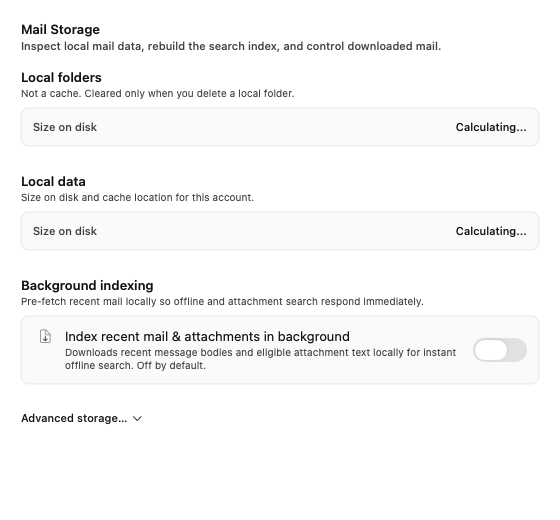 Mail Storage
Inspect local mail data, rebuild the search index, and control downloaded mail.
Local folders
Not a cache. Cleared only when you delete a local folder.
Size on disk Calculating...
Local data
Size on disk and cache location for this account.
Size on disk Calculating...
Background indexing
Pre-fetch recent mail locally so offline and attachment search respond immediately.
Index recent mail & attachments in background
Downloads recent message bodies and eligible attachment text locally for instant
offline search. Off by default.
Advanced storage...